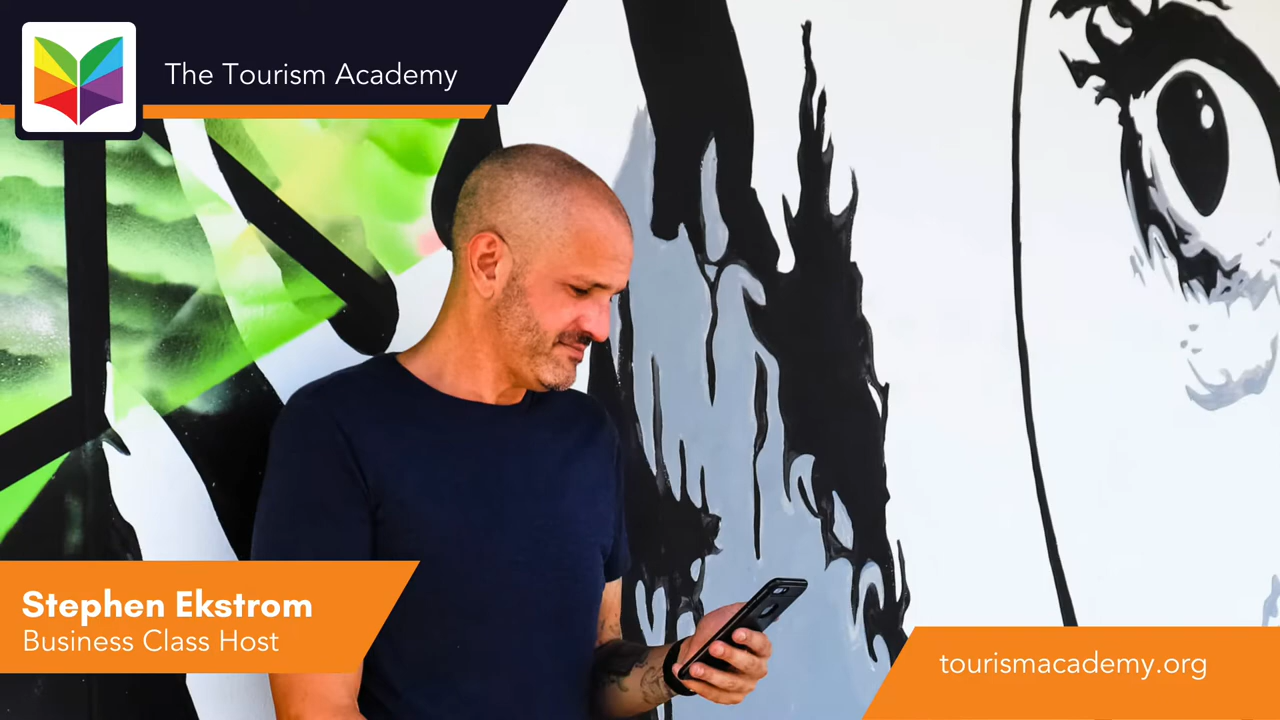 The Tourism Academy
Stephen Ekstrom
Business Class Host
tourismacademy.org